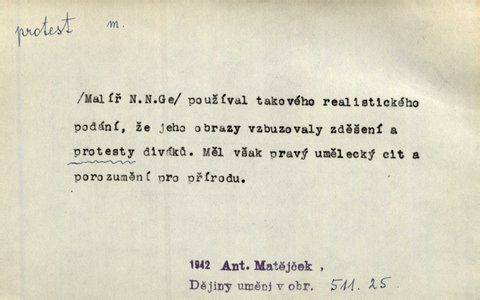 protest m.
/Malíř N.N.Ge/ používal takového realistického
podání, že jeho obrazy vzbuzovaly zděšení a
protesty diváků. Měl však pravý umělecký cit a
porozumění pro přírodu.
1942 Ant. Matějček ,
Dějiny umění v obr. 511.25.